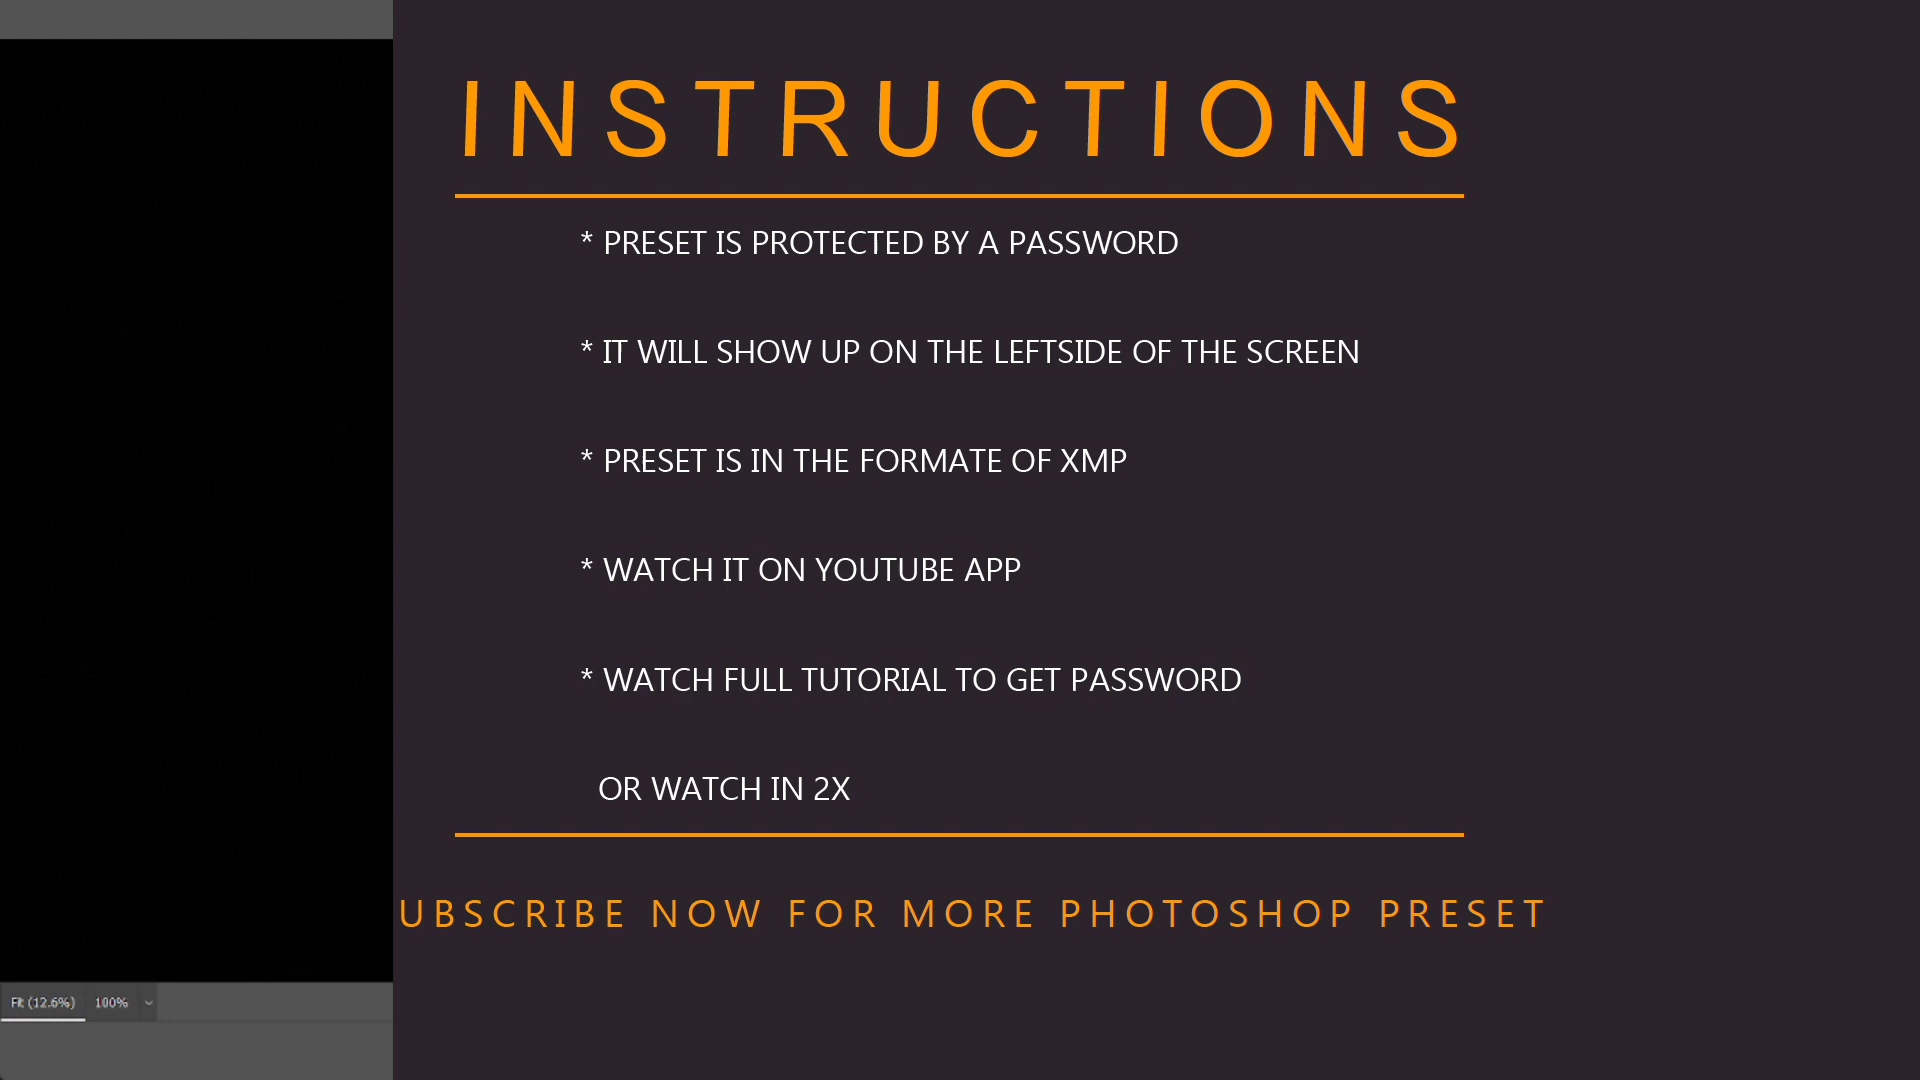 INSTRUCTIONS
* PRESET IS PROTECTED BY A PASSWORD
* IT WILL SHOW UP ON THE LEFTSIDE OF THE SCREEN
* PRESET IS IN THE FORMATE OF XMP
* WATCH IT ON YOUTUBE APP
* WATCH FULL TUTORIAL TO GET PASSWORD
OR WATCH IN 2X
UBSCRIBE NOW FOR MORE PHOTOSHOP PRESET
Fit (12.6%) 100%